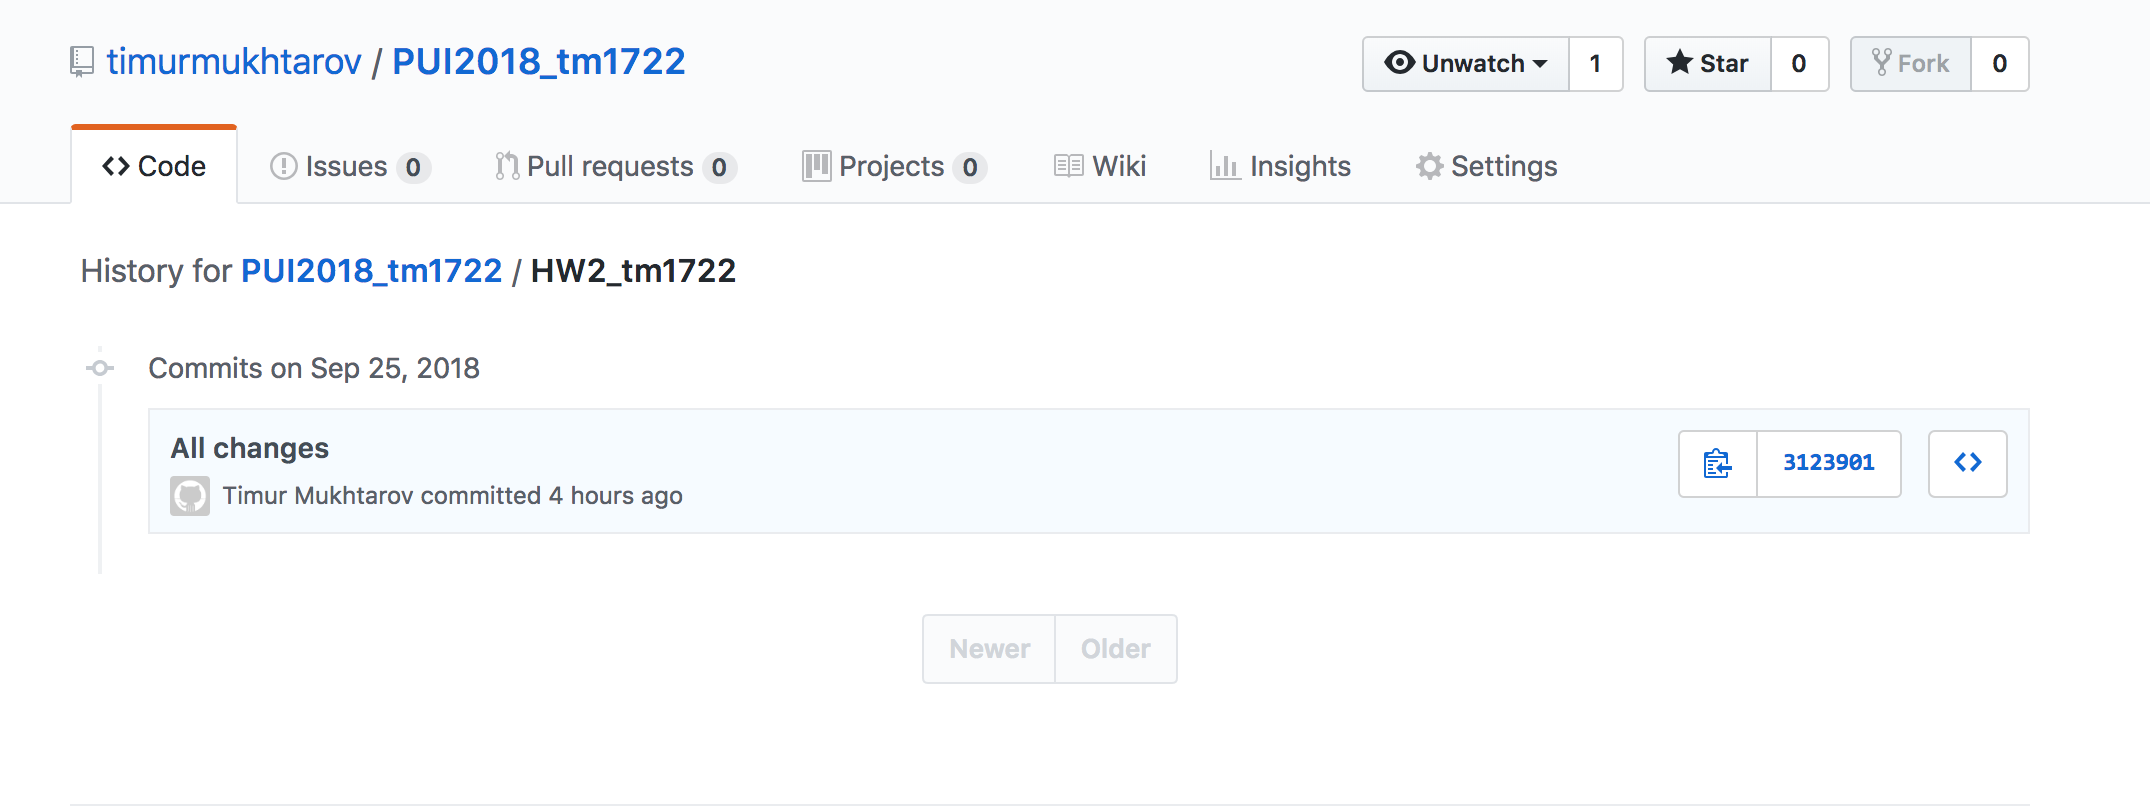 timurmukhtarov / PUI2018_tm1722
Unwatch 1 Star 0 Fork 0
Code Issues 0 Pull requests 0 Projects 0 Wiki Insights Settings
History for PUI2018_tm1722 / HW2_tm1722
Commits on Sep 25, 2018
All changes
3123901
Timur Mukhtarov committed 4 hours ago
Newer Older